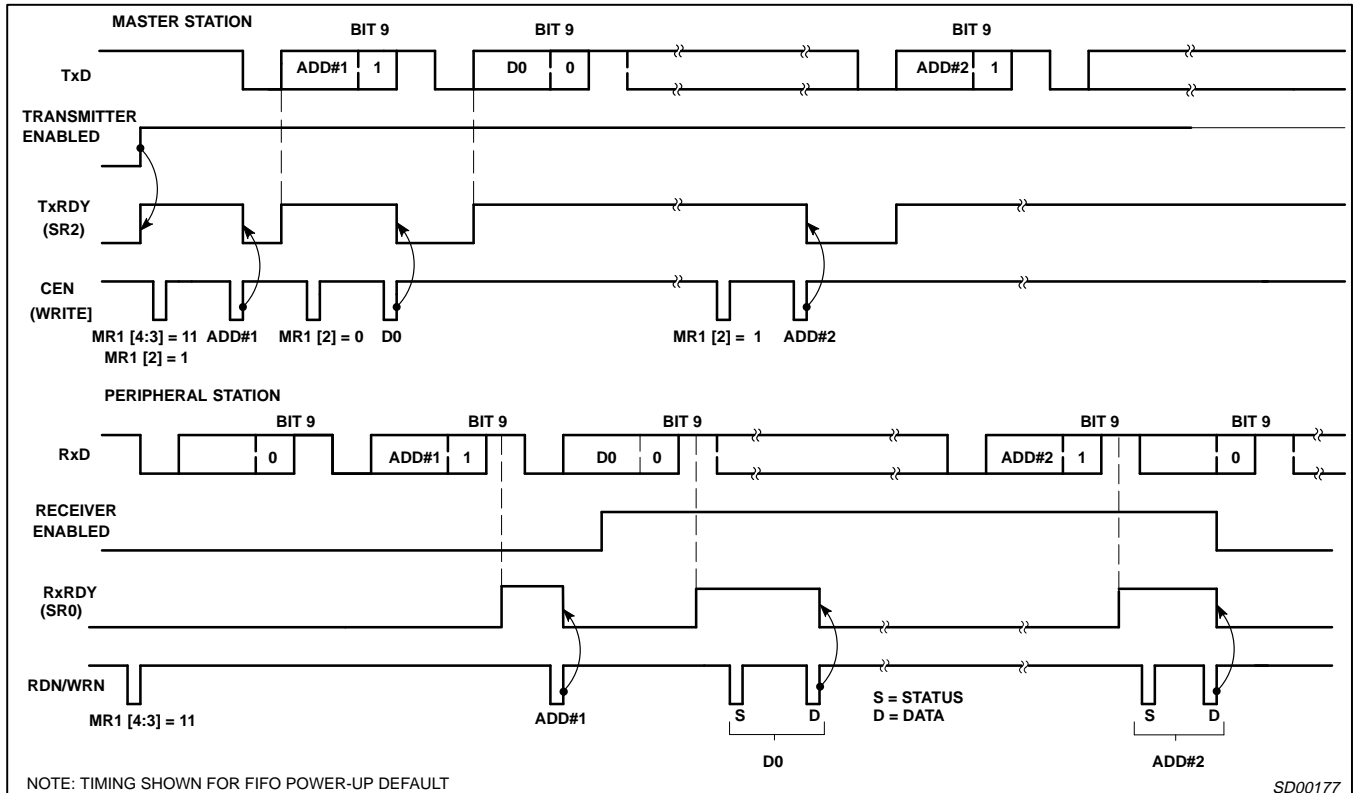 MASTER STATION
BIT 9 BIT 9 BIT 9
TxD ADD#1 1 D0 0 ADD#2 1
TRANSMITTER
ENABLED
TxRDY
(SR2)
CEN
(WRITE]
MR1 [4:3] = 11 ADD#1 MR1 [2] = 0 D0 MR1 [2] = 1 ADD#2
MR1 [2] = 1
PERIPHERAL STATION
BIT 9 BIT 9 BIT 9 BIT 9 BIT 9
RxD 0 ADD#1 1 D0 0 ADD#2 1 0
RECEIVER
ENABLED
RxRDY
(SR0)
RDN/WRN
MR1 [4:3] = 11 ADD#1 S D S = STATUS S D
D = DATA
D0 ADD#2
NOTE: TIMING SHOWN FOR FIFO POWER-UP DEFAULT
SD00177